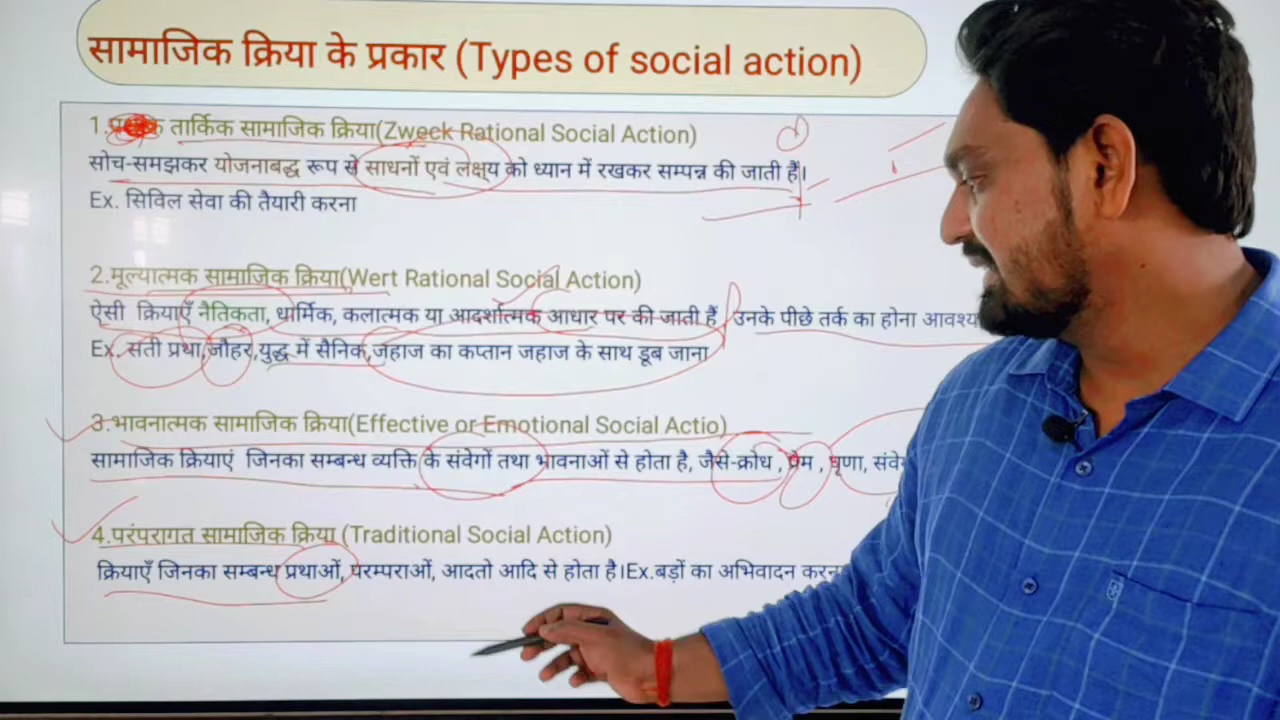 सामाजिक क्रिया के प्रकार (Types of social action)
1. तार्किक सामाजिक क्रिया(Zweck Rational Social Action)
सोच-समझकर योजनाबद्ध रूप से साधनों एवं लक्ष्य को ध्यान में रखकर सम्पन्न की जाती हैं।
Ex. सिविल सेवा की तैयारी करना
2.मूल्यात्मक सामाजिक क्रिया(Wert Rational Social Action)
ऐसी क्रियाएँ नैतिकता, धार्मिक, कलात्मक या आदर्शात्मक आधार पर की जाती हैं उनके पीछे तर्क का होना
Ex. सती प्रथा,जौहर,युद्ध में सैनिक,जहाज का कप्तान जहाज के साथ डूब जाना
3.भावनात्मक सामाजिक क्रिया(Effective or Emotional Social Actio)
सामाजिक क्रियाएं जिनका सम्बन्ध व्यक्ति के संवेगों तथा भावनाओं से होता है, जैसे-क्रोध , प्रेम , घृणा,
4.परंपरागत सामाजिक क्रिया (Traditional Social Action)
क्रियाएँ जिनका सम्बन्ध प्रथाओं, परम्पराओं, आदतो आदि से होता है।Ex.बड़ों का अभिवादन